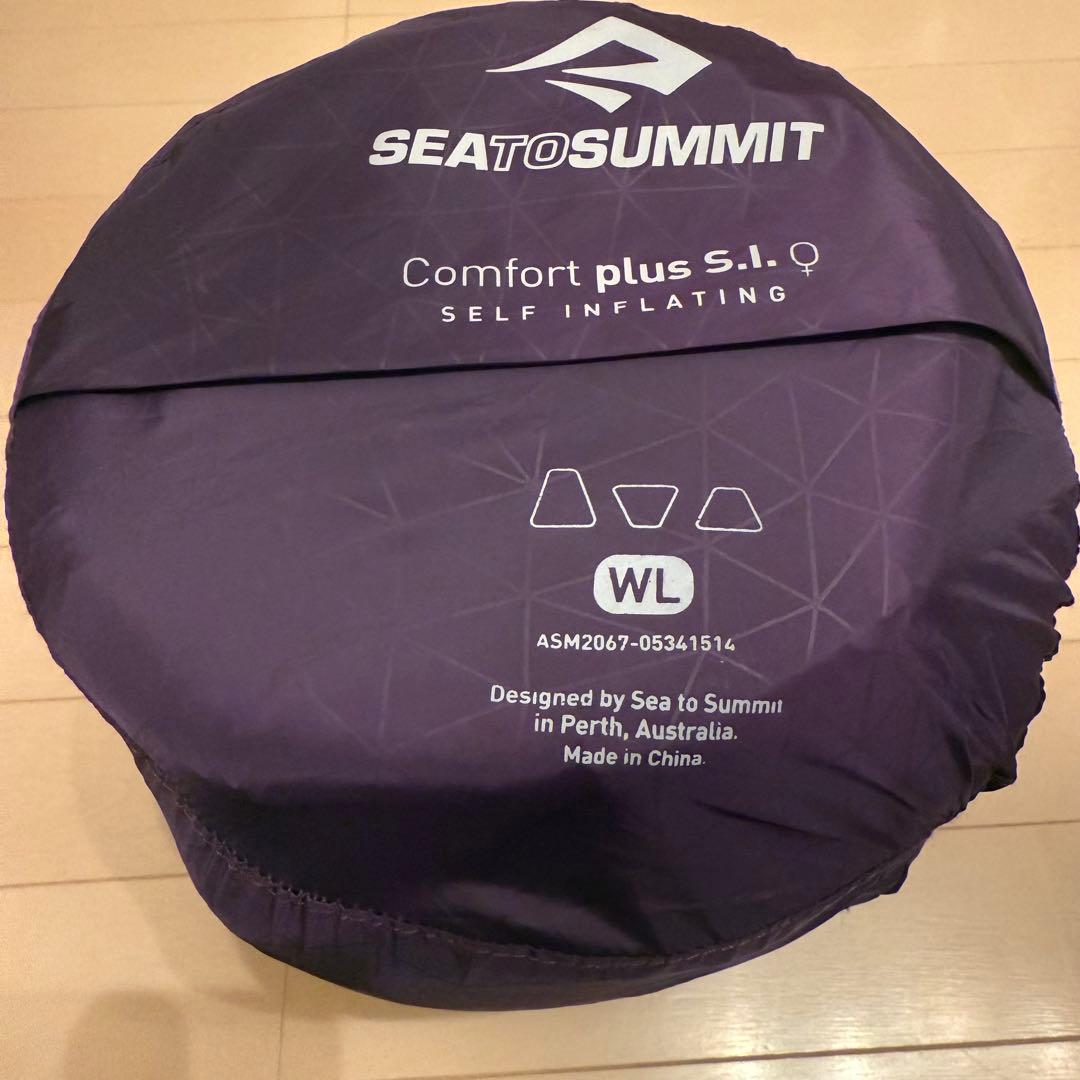 SEATOSUMMIT
Comfort plus S.I. ♀
SELF INFLATING
WL
ASM2067-05341514
Designed by Sea to Summit
in Perth, Australia.
Made in China.